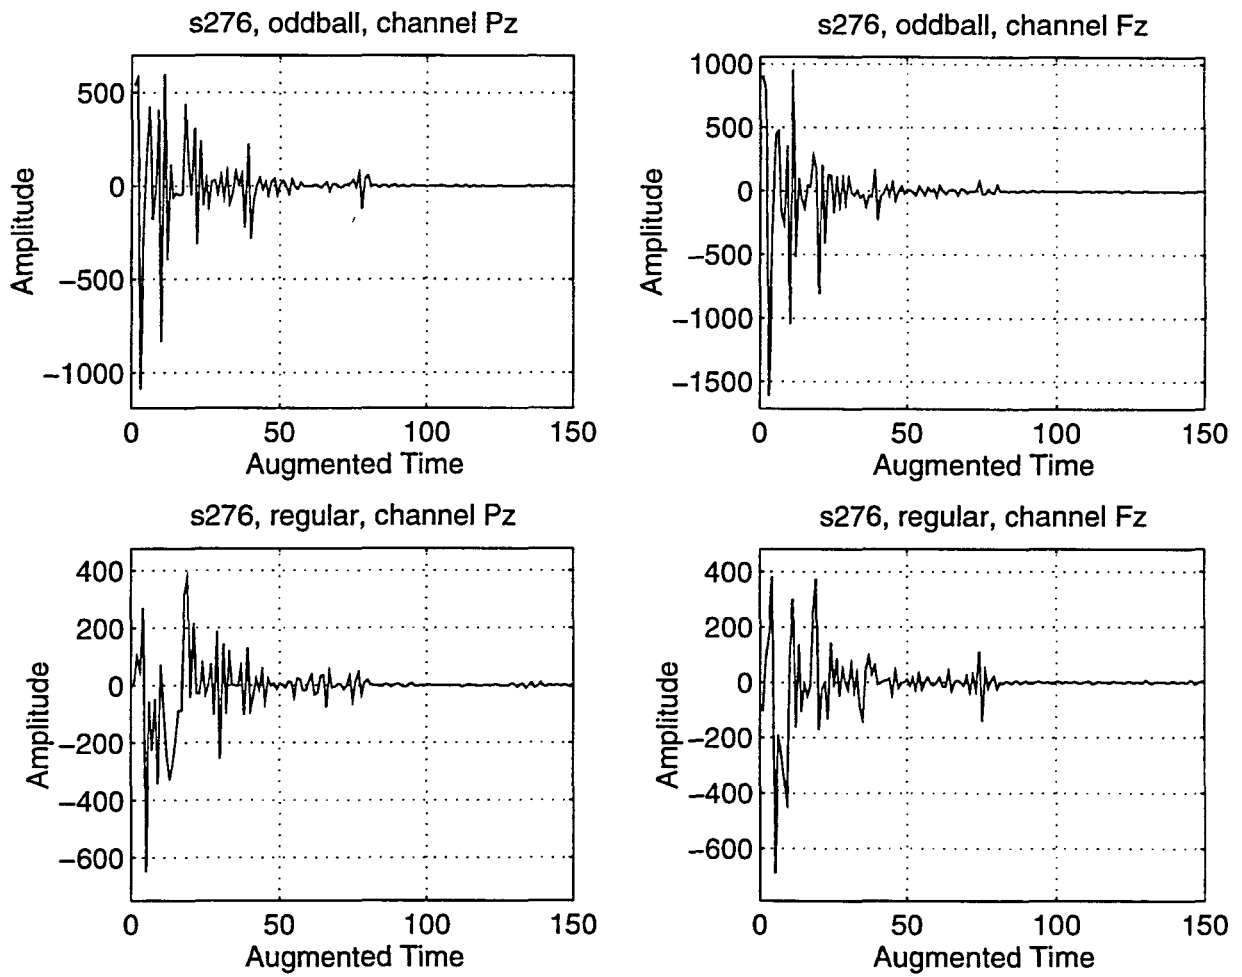 s276, oddball, channel Pz
500
0
−500
−1000
Amplitude
0 50 100 150
Augmented Time
s276, oddball, channel Fz
1000
500
0
−500
−1000
−1500
Amplitude
0 50 100 150
Augmented Time
s276, regular, channel Pz
400
200
0
−200
−400
−600
Amplitude
0 50 100 150
Augmented Time
s276, regular, channel Fz
400
200
0
−200
−400
−600
Amplitude
0 50 100 150
Augmented Time